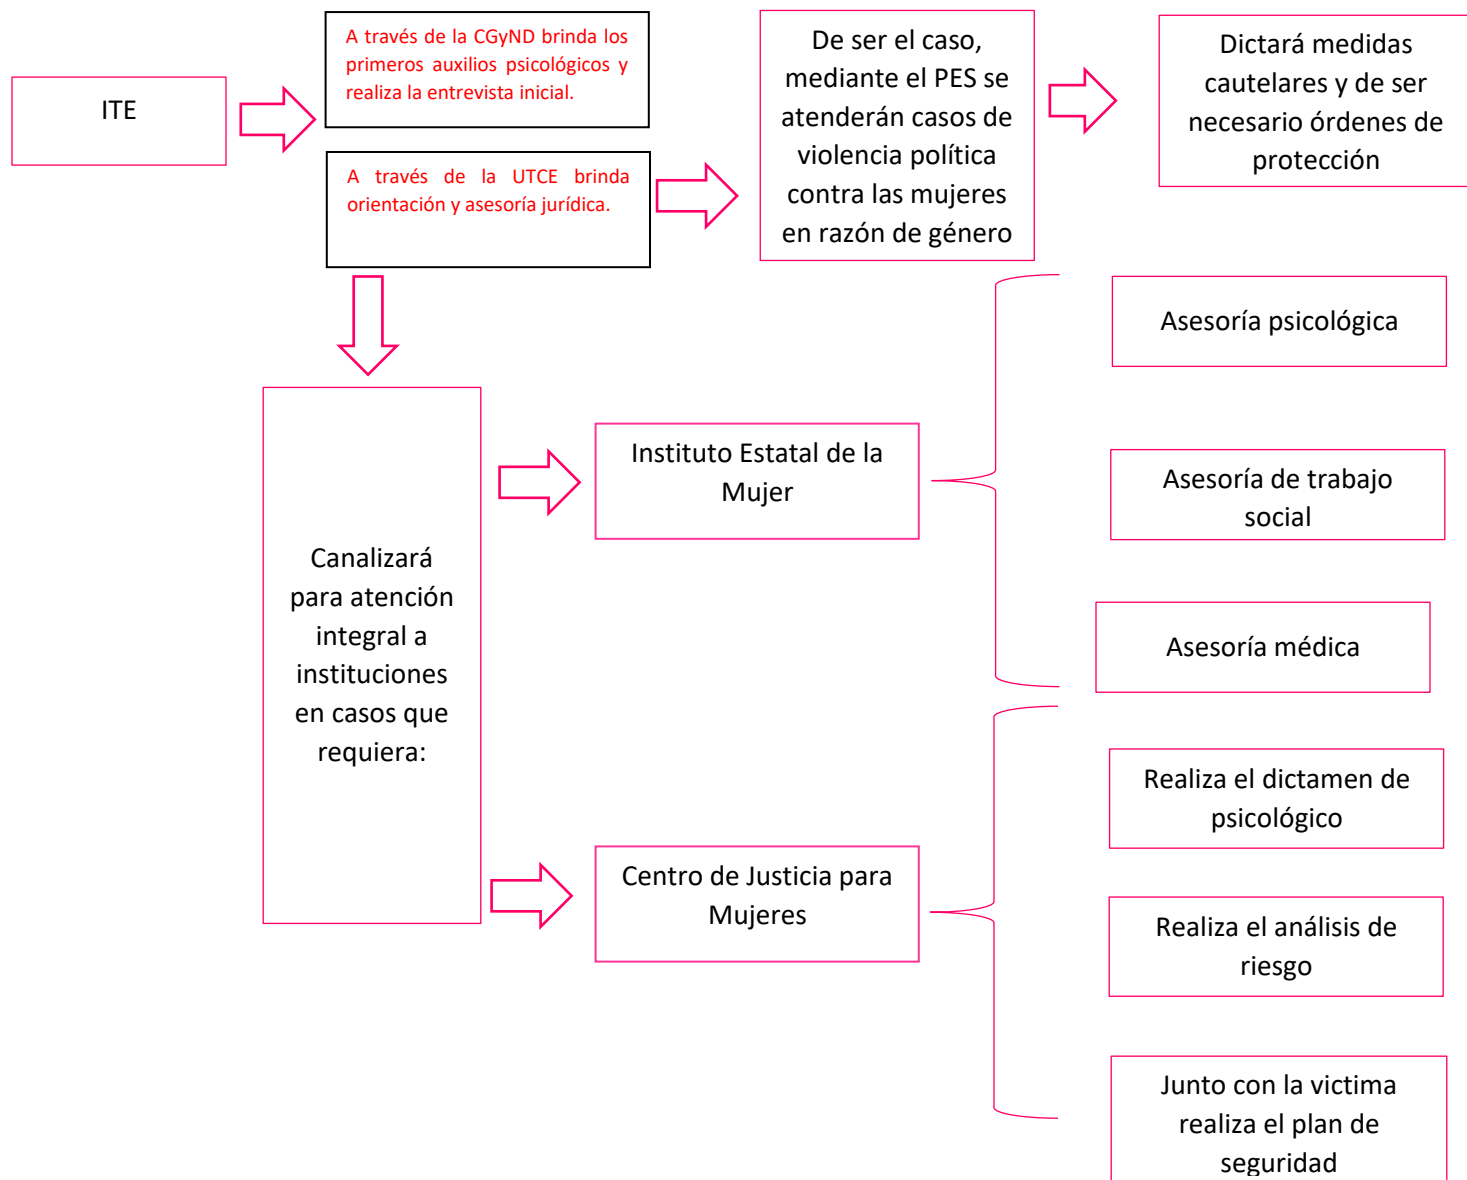 ITE
A través de la CGyND brinda los
primeros auxilios psicológicos y
realiza la entrevista inicial.
A través de la UTCE brinda
orientación y asesoría jurídica.
De ser el caso,
mediante el PES se
atenderán casos de
violencia política
contra las mujeres
en razón de género
Dictará medidas
cautelares y de ser
necesario órdenes de
protección
Canalizará
para atención
integral a
instituciones
en casos que
requiera:
Instituto Estatal de la
Mujer
Asesoría psicológica
Asesoría de trabajo
social
Asesoría médica
Centro de Justicia para
Mujeres
Realiza el dictamen de
psicológico
Realiza el análisis de
riesgo
Junto con la victima
realiza el plan de
seguridad